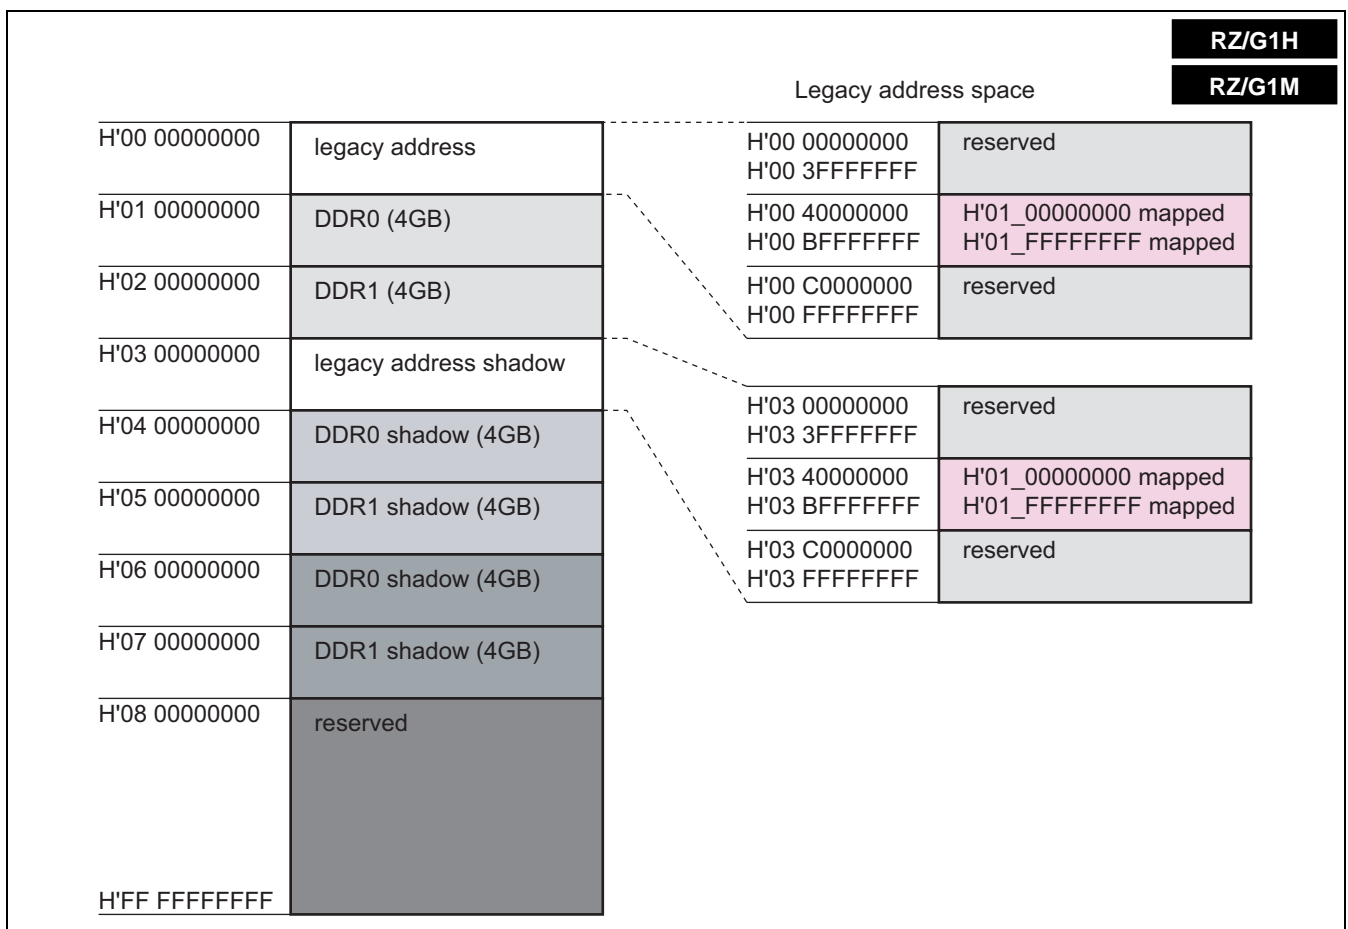 RZ/G1H
RZ/G1M
Legacy address space
H'00 00000000
legacy address
H'01 00000000
DDR0 (4GB)
H'02 00000000
DDR1 (4GB)
H'03 00000000
legacy address shadow
H'04 00000000
DDR0 shadow (4GB)
H'05 00000000
DDR1 shadow (4GB)
H'06 00000000
DDR0 shadow (4GB)
H'07 00000000
DDR1 shadow (4GB)
H'08 00000000
reserved
H'FF FFFFFFFF
H'00 00000000
H'00 3FFFFFFF
reserved
H'00 40000000
H'00 BFFFFFFF
H'01_00000000 mapped
H'01_FFFFFFFF mapped
H'00 C0000000
H'00 FFFFFFFF
reserved
H'03 00000000
H'03 3FFFFFFF
reserved
H'03 40000000
H'03 BFFFFFFF
H'01_00000000 mapped
H'01_FFFFFFFF mapped
H'03 C0000000
H'03 FFFFFFFF
reserved